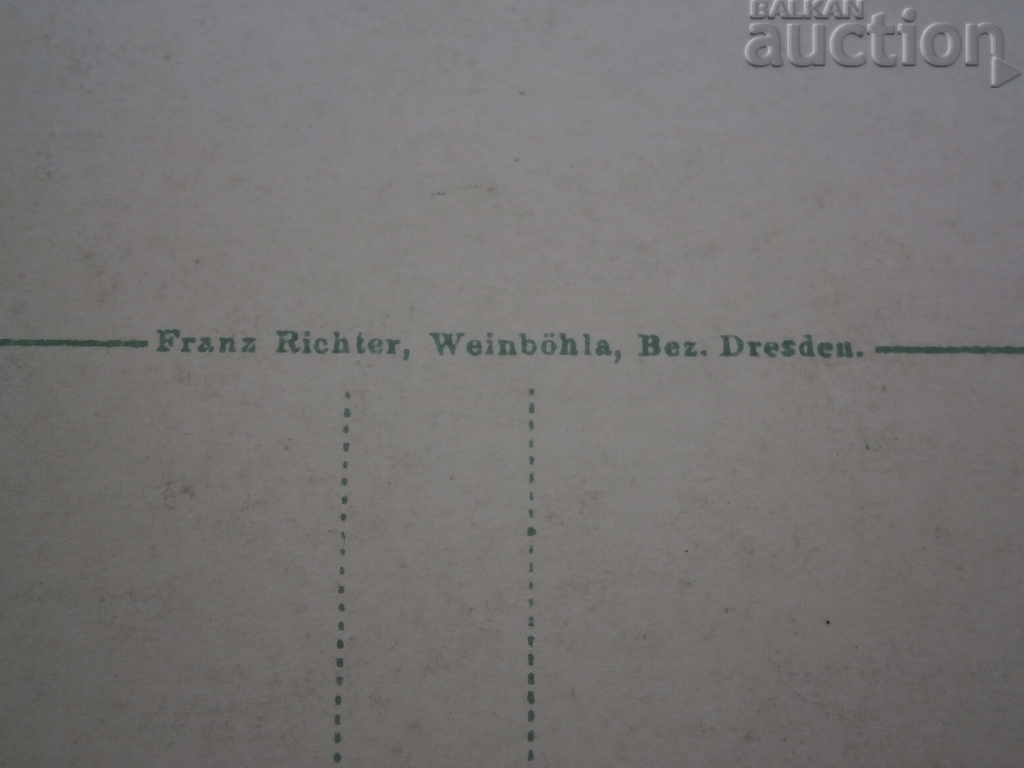 BALKAN
auction
Franz Richter, Weinböhla, Bez. Dresden.